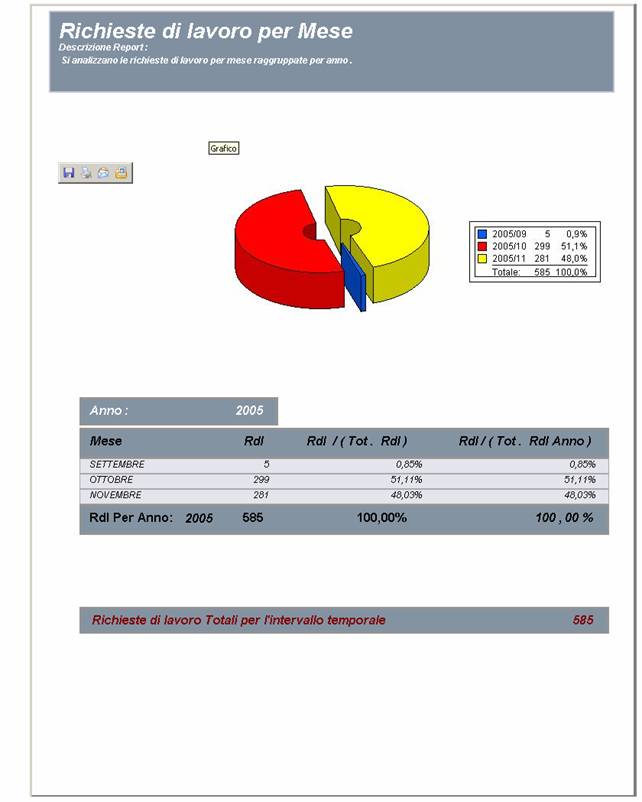 Richieste di lavoro per Mese
Descrizione Report :
Si analizzano le richieste di lavoro per mese raggruppate per anno .
Grafico
2005/09 5 0,9%
2005/10 299 51,1%
2005/11 281 48,0%
Totale: 585 100,0%
Anno : 2005
Mese Rdl Rdl / ( Tot . Rdl ) Rdl / ( Tot . Rdl Anno )
SETTEMBRE 5 0,85% 0,85%
OTTOBRE 299 51,11% 51,11%
NOVEMBRE 281 48,03% 48,03%
Rdl Per Anno: 2005 585 100,00% 100 , 00 %
Richieste di lavoro Totali per l'intervallo temporale 585